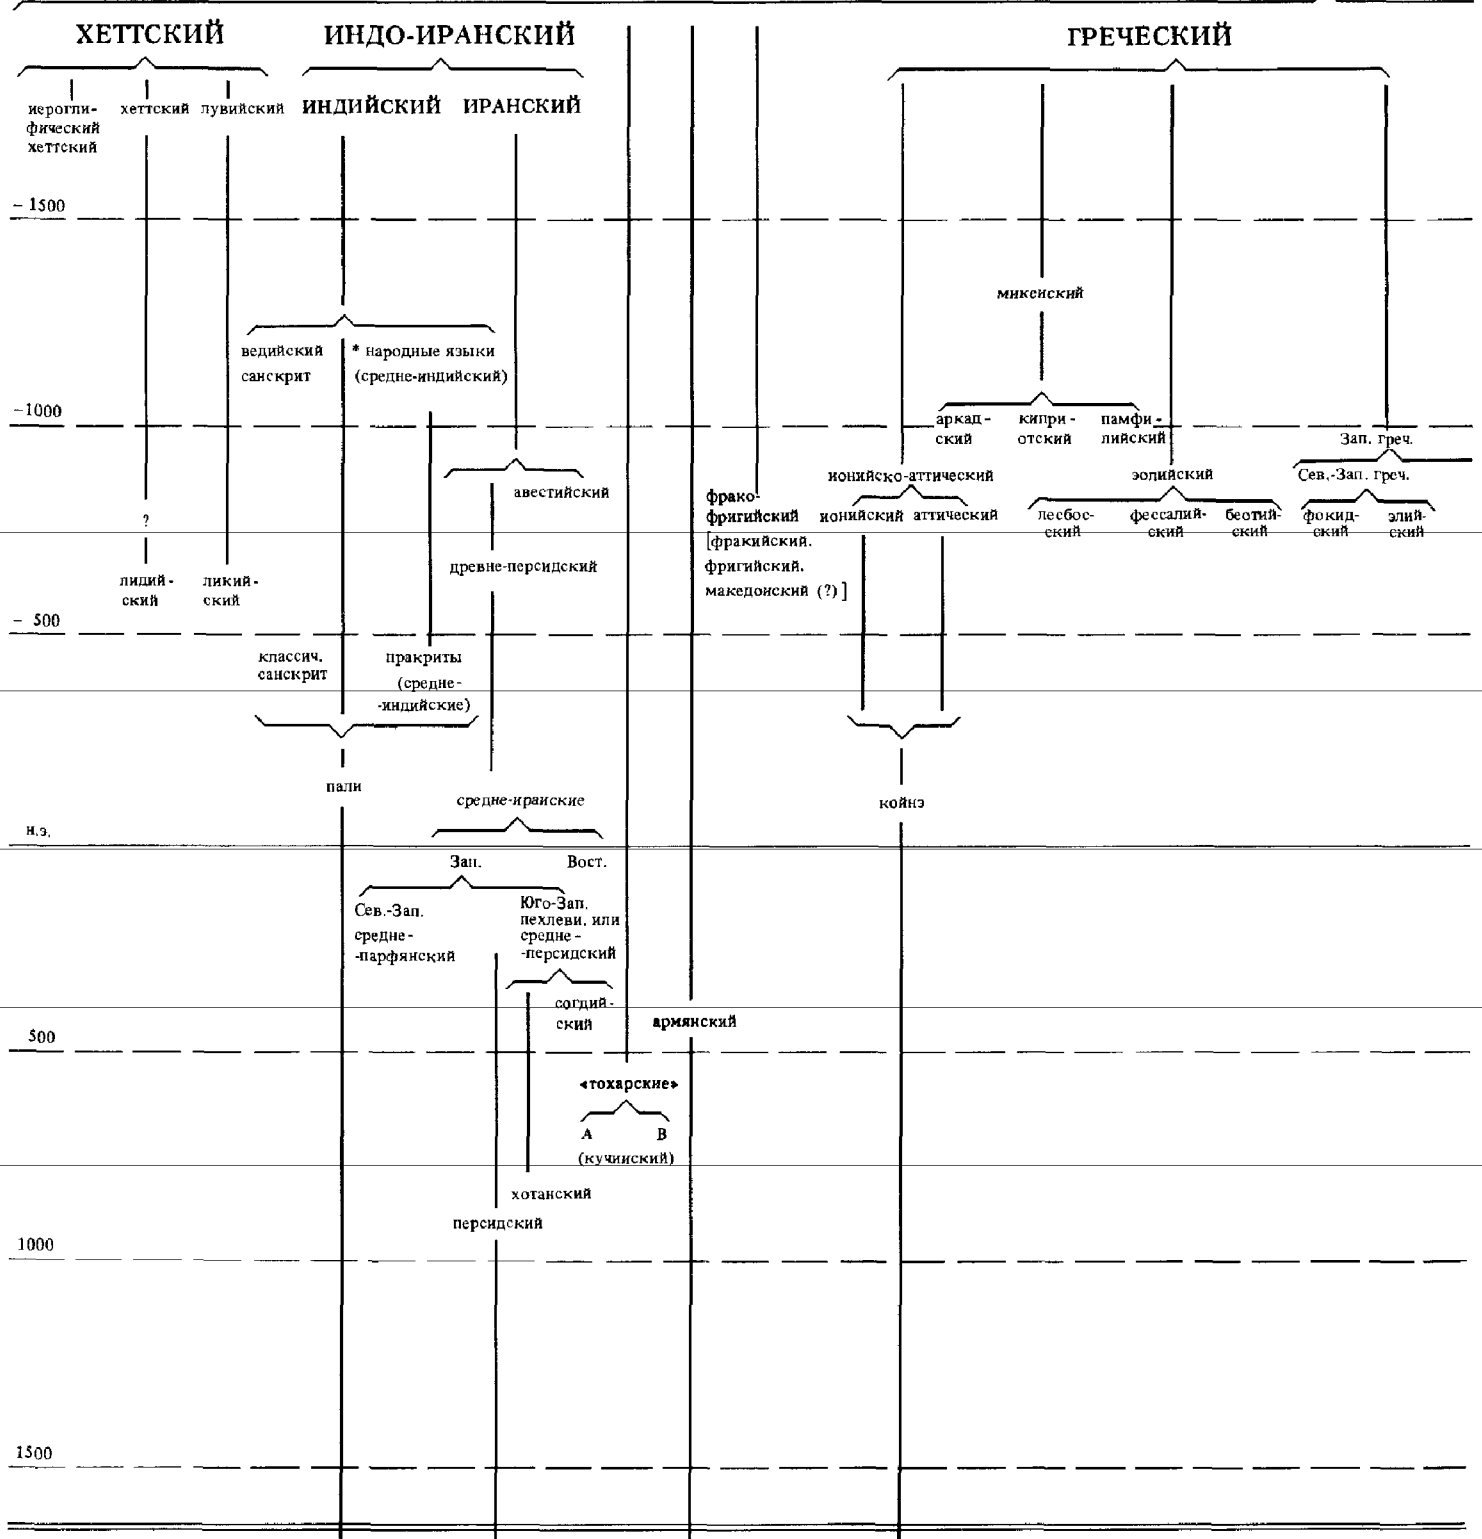 ХЕТТСКИЙ ИНДО-ИРАНСКИЙ ГРЕЧЕСКИЙ
иерогли-
фический
хеттский
хеттский
лувийский
ИНДИЙСКИЙ ИРАНСКИЙ
- 1500
микенский
ведийский
санскрит
* народные языки
(средне-индийский)
-1000
аркад-
ский
кипри-
отский
памфи-
лийский
Зап. греч.
авестийский
ионийско-аттический
эолийский
Сев.-Зап. греч.
фрако-
фригийский
[фракийский.
фригийский.
македонский (?)]
ионийский аттический
лесбос-
ский
фессалий-
ский
беотий-
ский
фокид-
ский
элий-
ский
?
древне-персидский
лидий-
ский
ликий-
ский
- 500
классич.
санскрит
пракриты
(средне-
-индийские)
пали
средне-иранские
койнэ
н.э.
Зап. Вост.
Сев.-Зап.
средне-
-парфянский
Юго-Зап.
пехлеви, или
средне-
-персидский
согдий-
ский
армянский
500
«тохарские»
A B
(кучинский)
хотанский
персидский
1000
1500